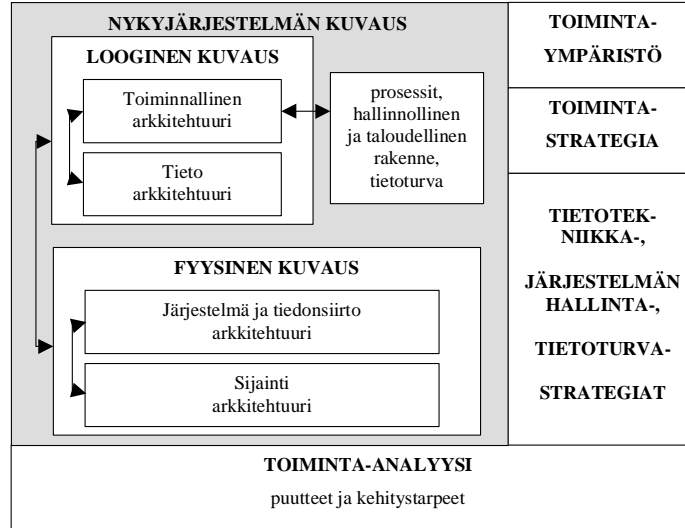 NYKYJÄRJESTELMÄN KUVAUS
LOOGINEN KUVAUS
Toiminnallinen
arkkitehtuuri
Tieto
arkkitehtuuri
prosessit,
hallinnollinen
ja taloudellinen
rakenne,
tietoturva
FYYSINEN KUVAUS
Järjestelmä ja tiedonsiirto
arkkitehtuuri
Sijainti
arkkitehtuuri
TOIMINTA-
YMPÄRISTÖ
TOIMINTA-
STRATEGIA
TIETOTEK-
NIIKKA-,
JÄRJESTELMÄN
HALLINTA-,
TIETOTURVA-
STRATEGIAT
TOIMINTA-ANALYYSI
puutteet ja kehitystarpeet